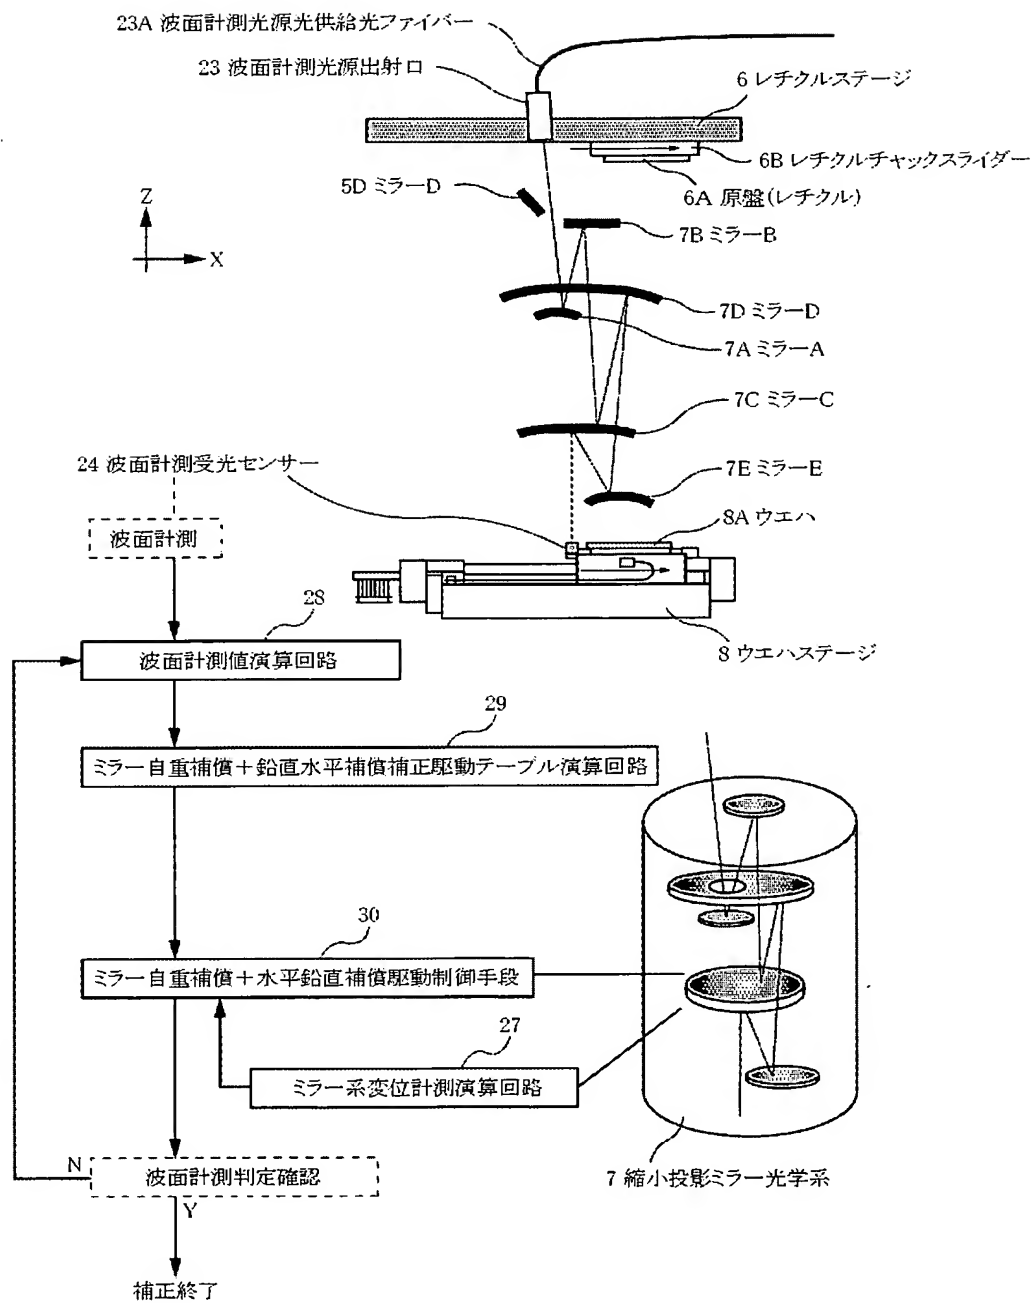 23A 波面計測光源光供給光ファイバー
23 波面計測光源出射口
6 レチクルステージ
6B レチクルチャックスライダー
5D ミラーD
6A 原盤(レチクル)
Z
7B ミラーB
X
7D ミラーD
7A ミラーA
7C ミラーC
24 波面計測受光センサー
7E ミラーE
8A ウエハ
波面計測
28
8 ウエハステージ
波面計測値演算回路
29
ミラー自重補償+鉛直水平補償補正駆動テーブル演算回路
30
ミラー自重補償+水平鉛直補償駆動制御手段
27
ミラー系変位計測演算回路
N
波面計測判定確認
7 縮小投影ミラー光学系
Y
補正終了